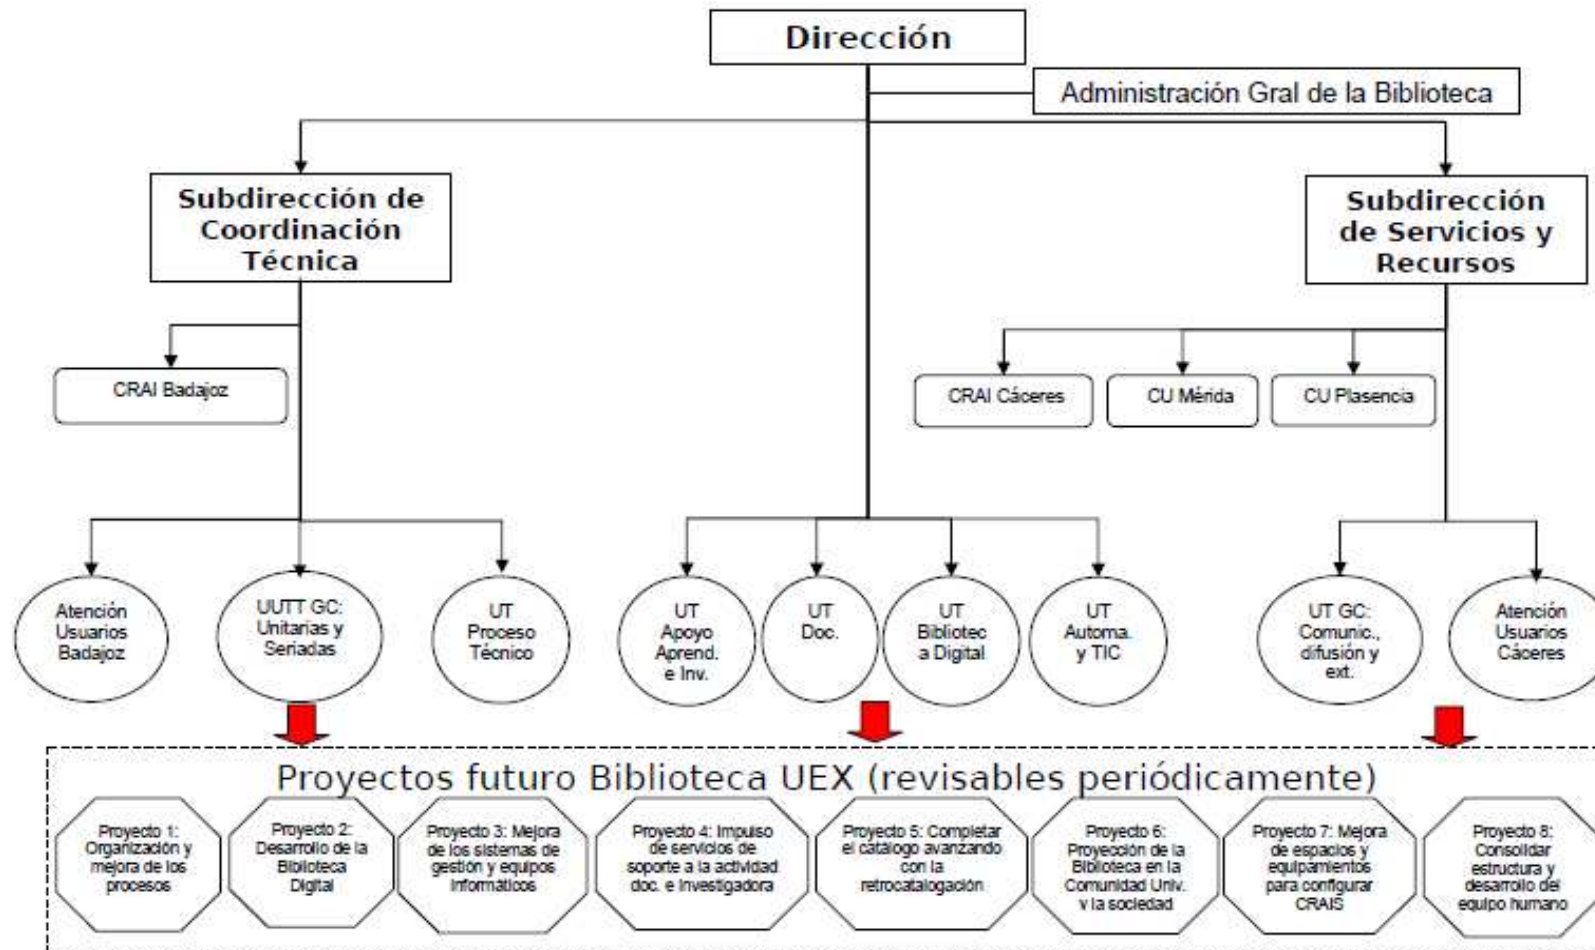 Dirección
Administración Gral de la Biblioteca
Subdirección de
Coordinación
Técnica
Subdirección
de Servicios y
Recursos
CRAI Badajoz
CRAI Cáceres
CU Mérida
CU Plasencia
Atención
Usuarios
Badajoz
UUTT GC:
Unitarias y
Seriadas
UT
Proceso
Técnico
UT
Apoyo
Aprend.
e Inv.
UT
Doc.
UT
Bibliotec
a Digital
UT
Automa.
y TIC
UT GC:
Comunic.,
difusión y
ext.
Atención
Usuarios
Cáceres
Proyectos futuro Biblioteca UEX (revisables periódicamente)
Proyecto 1:
Organización y
mejora de los
procesos
Proyecto 2:
Desarrollo de la
Biblioteca
Digital
Proyecto 3: Mejora
de los sistemas de
gestión y equipos
informáticos
Proyecto 4: Impulso
de servicios de
soporte a la actividad
doc. e Investigadora
Proyecto 5: Completar
el catálogo avanzando
con la
retrocatalogación
Proyecto 6:
Proyección de la
Biblioteca en la
Comunidad Univ.
y la sociedad
Proyecto 7: Mejora
de espacios y
equipamientos
para configurar
CRAIS
Proyecto 8:
Consolidar
estructura y
desarrollo del
equipo humano